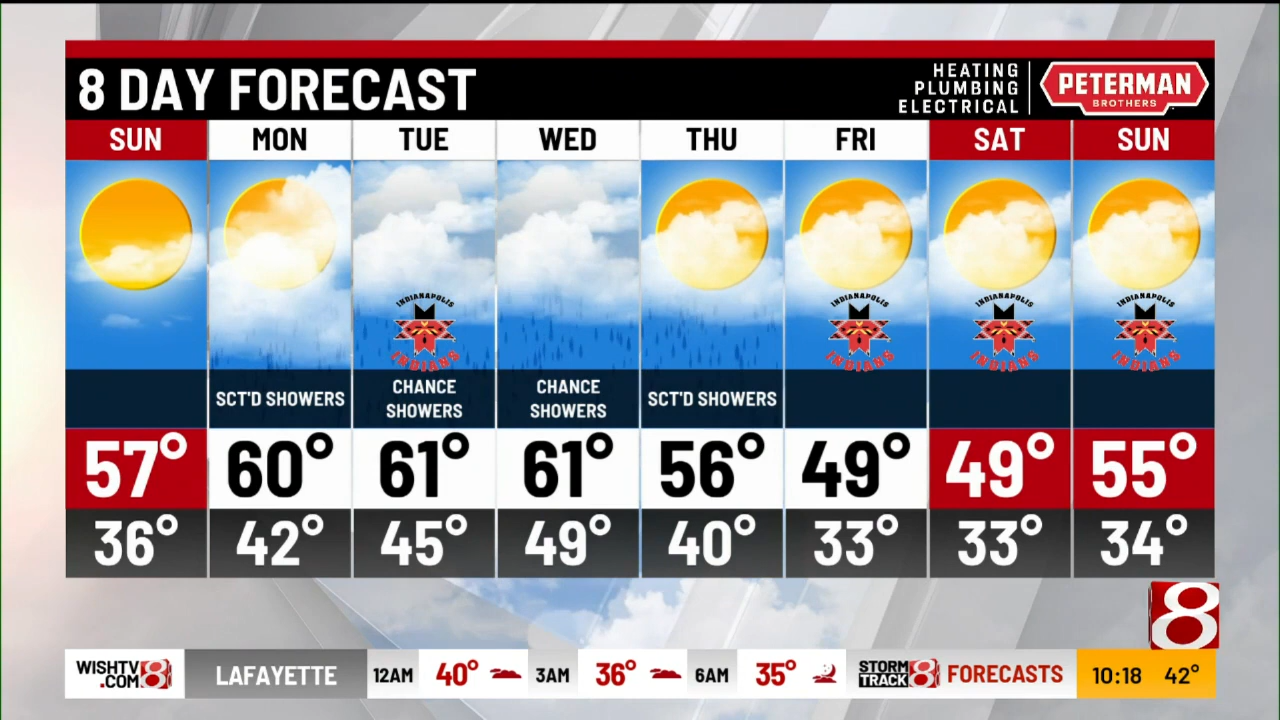 8 DAY FORECAST
HEATING
PLUMBING
ELECTRICAL
PETERMAN
BROTHERS
SUN MON TUE WED THU FRI SAT SUN
INDIANAPOLIS INDIANAPOLIS INDIANAPOLIS INDIANAPOLIS
INDIANS INDIANS INDIANS INDIANS
SCT'D SHOWERS
CHANCE
SHOWERS
CHANCE
SHOWERS
SCT'D SHOWERS
57° 60° 61° 61° 56° 49° 49° 55°
36° 42° 45° 49° 40° 33° 33° 34°
8
WISHTV
.COM 8
LAFAYETTE 12AM 40° 3AM 36° 6AM 35°
STORM
TRACK 8
FORECASTS
10:18 42°